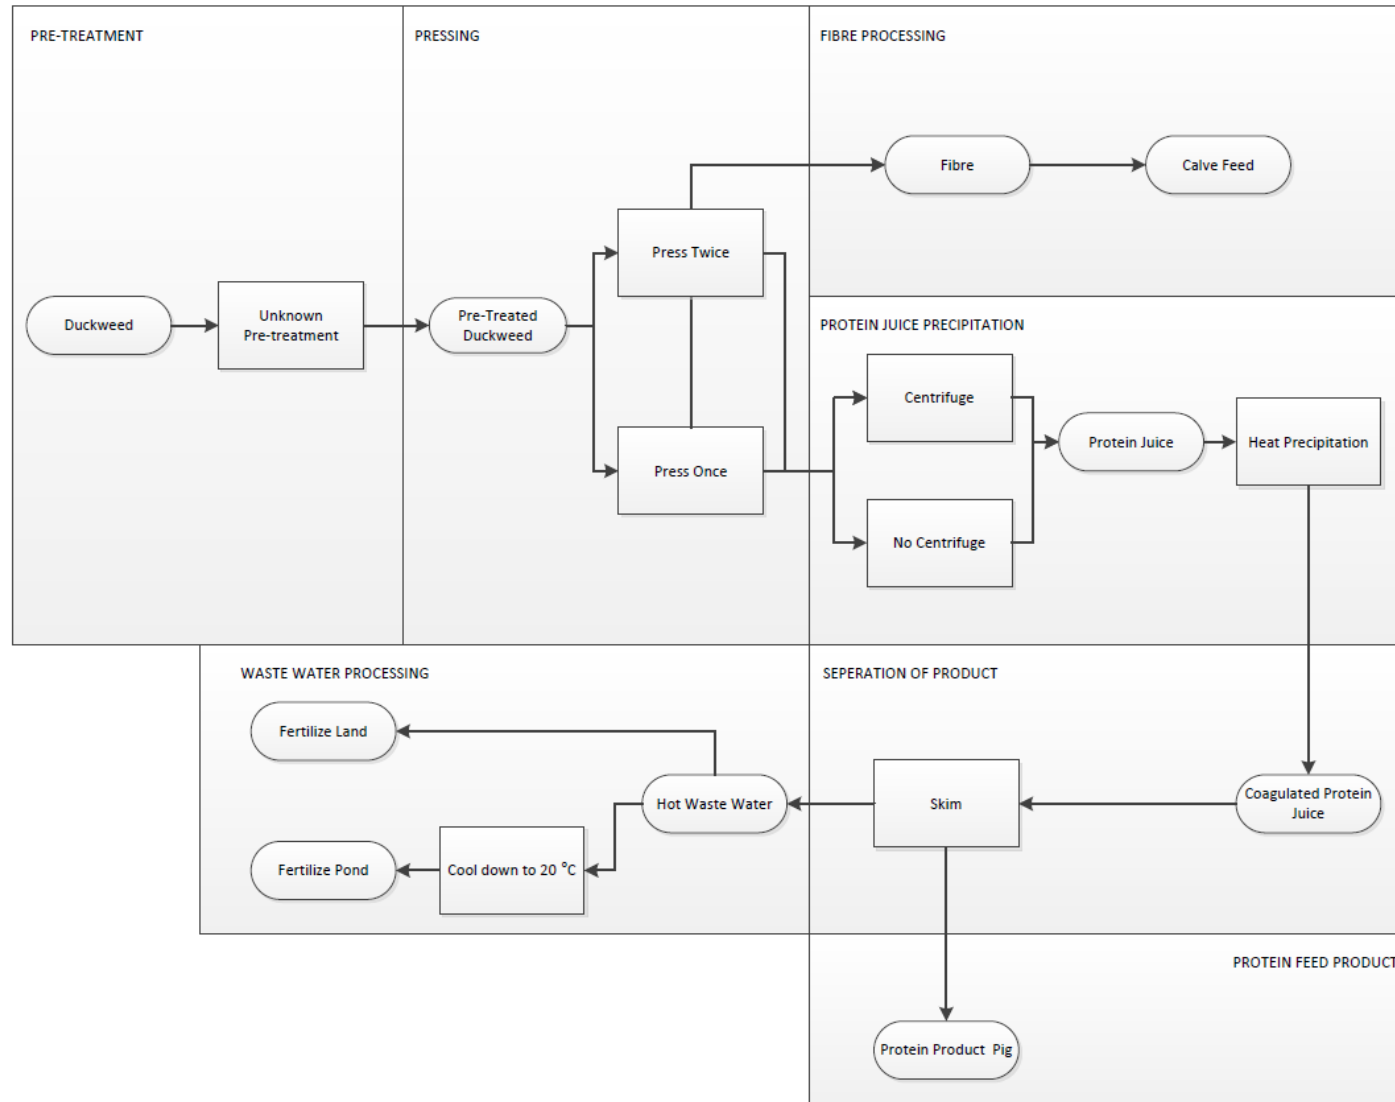 PRE-TREATMENT
PRESSING
FIBRE PROCESSING
Fibre
Calve Feed
Press Twice
Duckweed
Unknown
Pre-treatment
Pre-Treated
Duckweed
Press Once
PROTEIN JUICE PRECIPITATION
Centrifuge
Protein Juice
Heat Precipitation
No Centrifuge
WASTE WATER PROCESSING
Fertilize Land
Hot Waste Water
Fertilize Pond
Cool down to 20 °C
SEPERATION OF PRODUCT
Skim
Coagulated Protein
Juice
PROTEIN FEED PRODUCT
Protein Product Pig